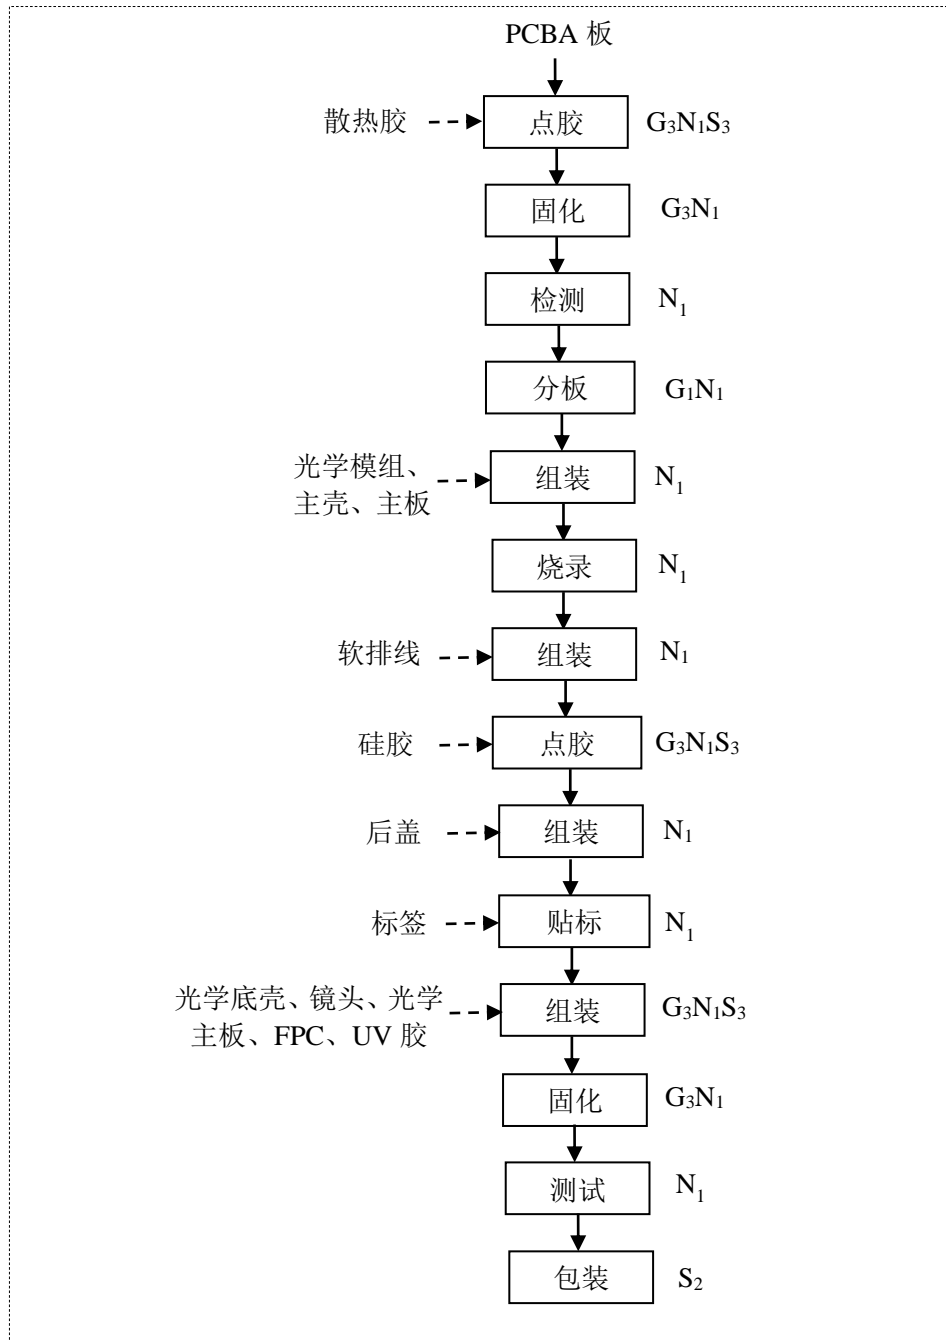 PCBA 板
散热胶 点胶 G₃N₁S₃
固化 G₃N₁
检测 N₁
分板 G₁N₁
光学模组、
主壳、主板
组装 N₁
烧录 N₁
软排线 组装 N₁
硅胶 点胶 G₃N₁S₃
后盖 组装 N₁
标签 贴标 N₁
光学底壳、镜头、光学
主板、FPC、UV 胶
组装 G₃N₁S₃
固化 G₃N₁
测试 N₁
包装 S₂